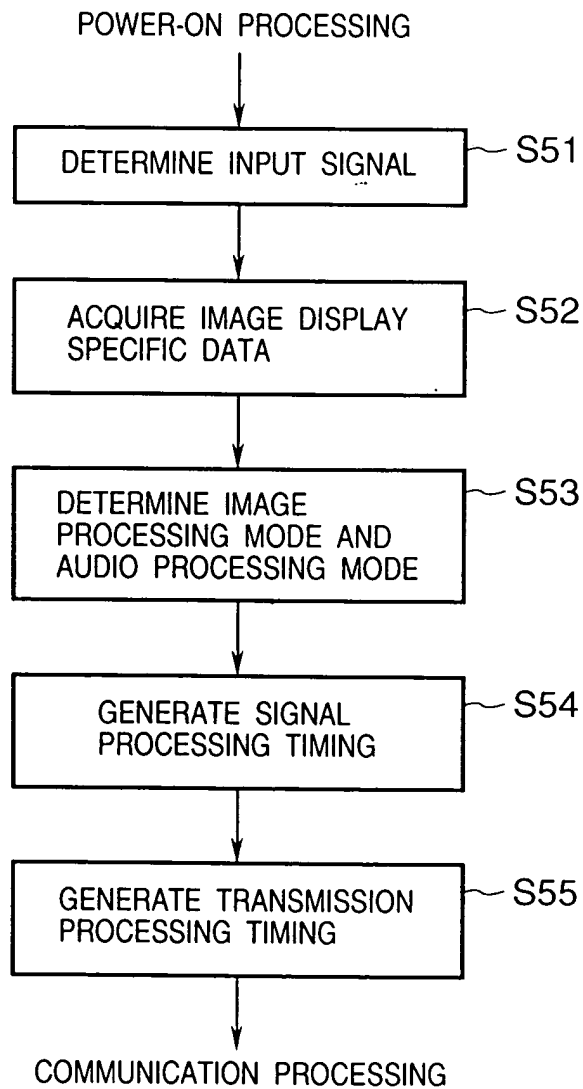 POWER-ON PROCESSING
DETERMINE INPUT SIGNAL
S51
ACQUIRE IMAGE DISPLAY
SPECIFIC DATA
S52
DETERMINE IMAGE
PROCESSING MODE AND
AUDIO PROCESSING MODE
S53
GENERATE SIGNAL
PROCESSING TIMING
S54
GENERATE TRANSMISSION
PROCESSING TIMING
S55
COMMUNICATION PROCESSING